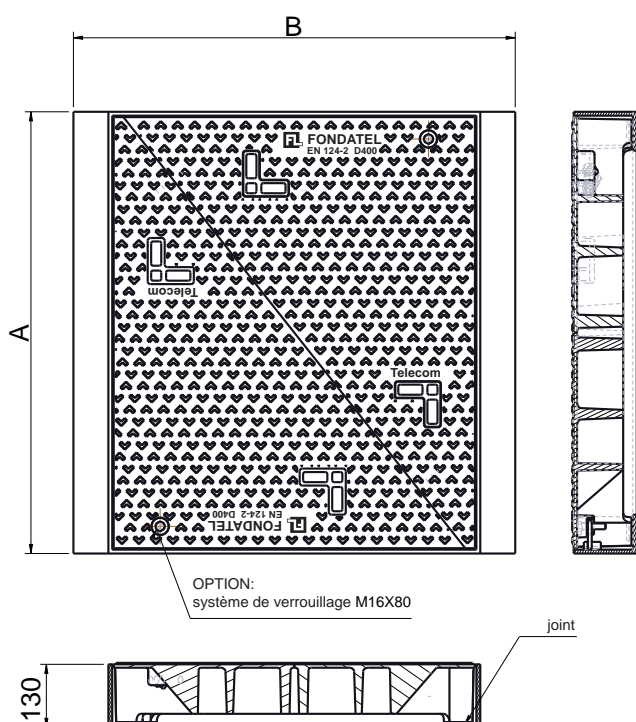 B
FONDATEL
EN 124-2 D400
A
Telecom
Telecom
EN 124-2 D400
FONDATEL
OPTION:
système de verrouillage M16X80
joint
130